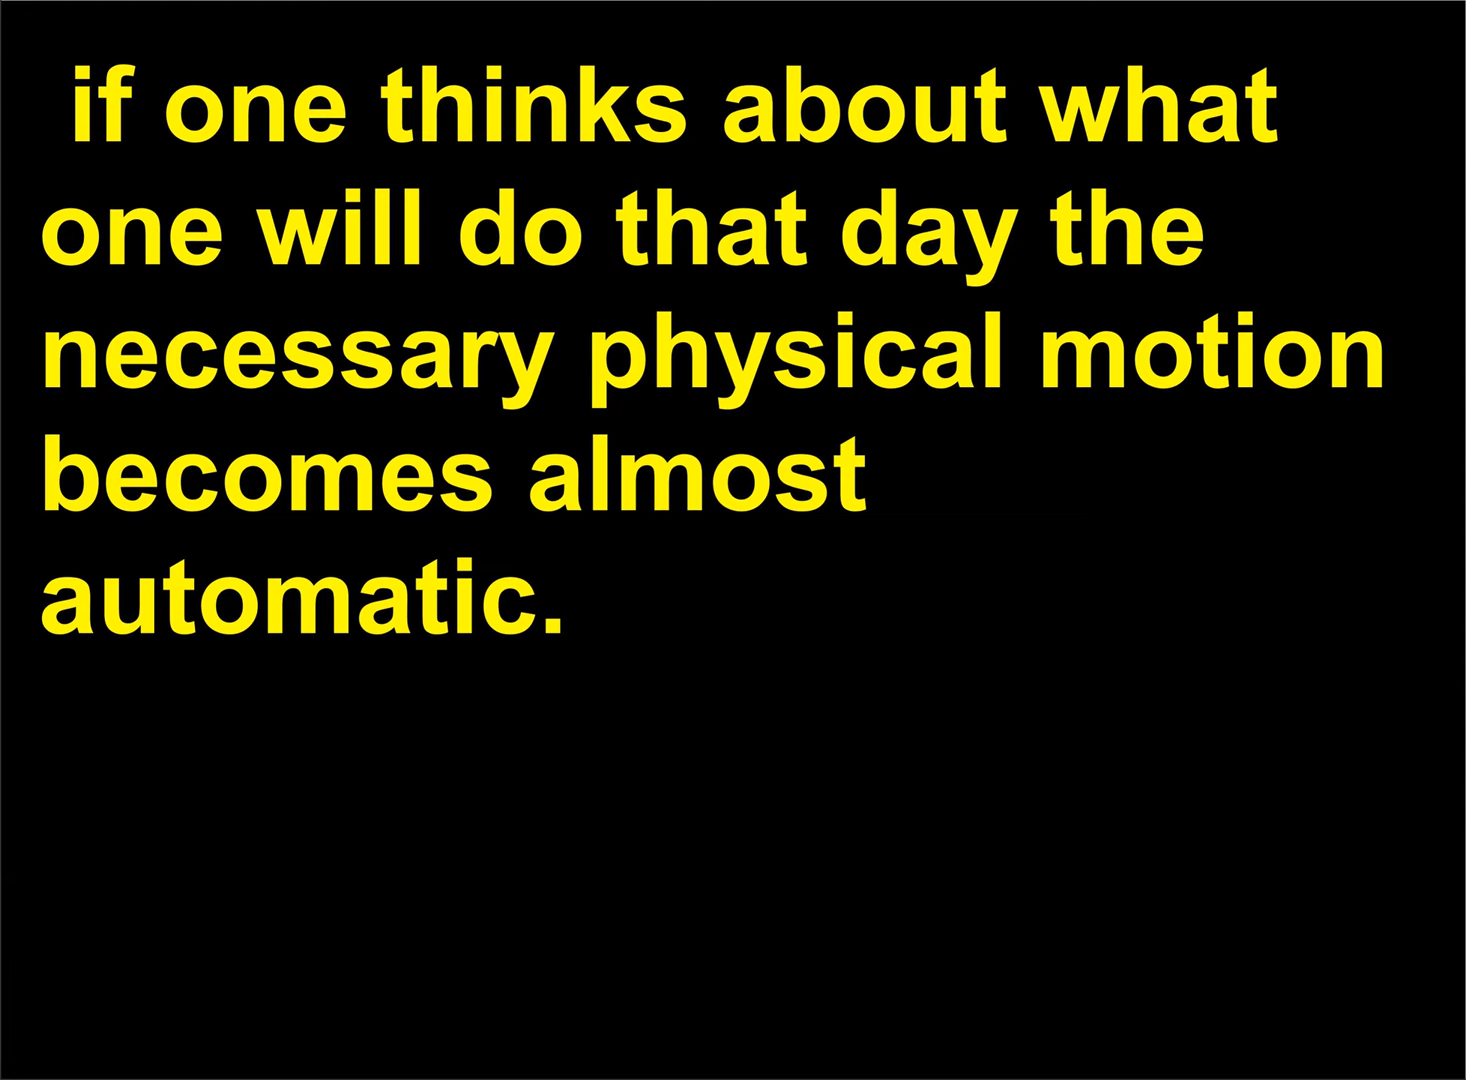 if one thinks about what
one will do that day the
necessary physical motion
becomes almost
automatic.